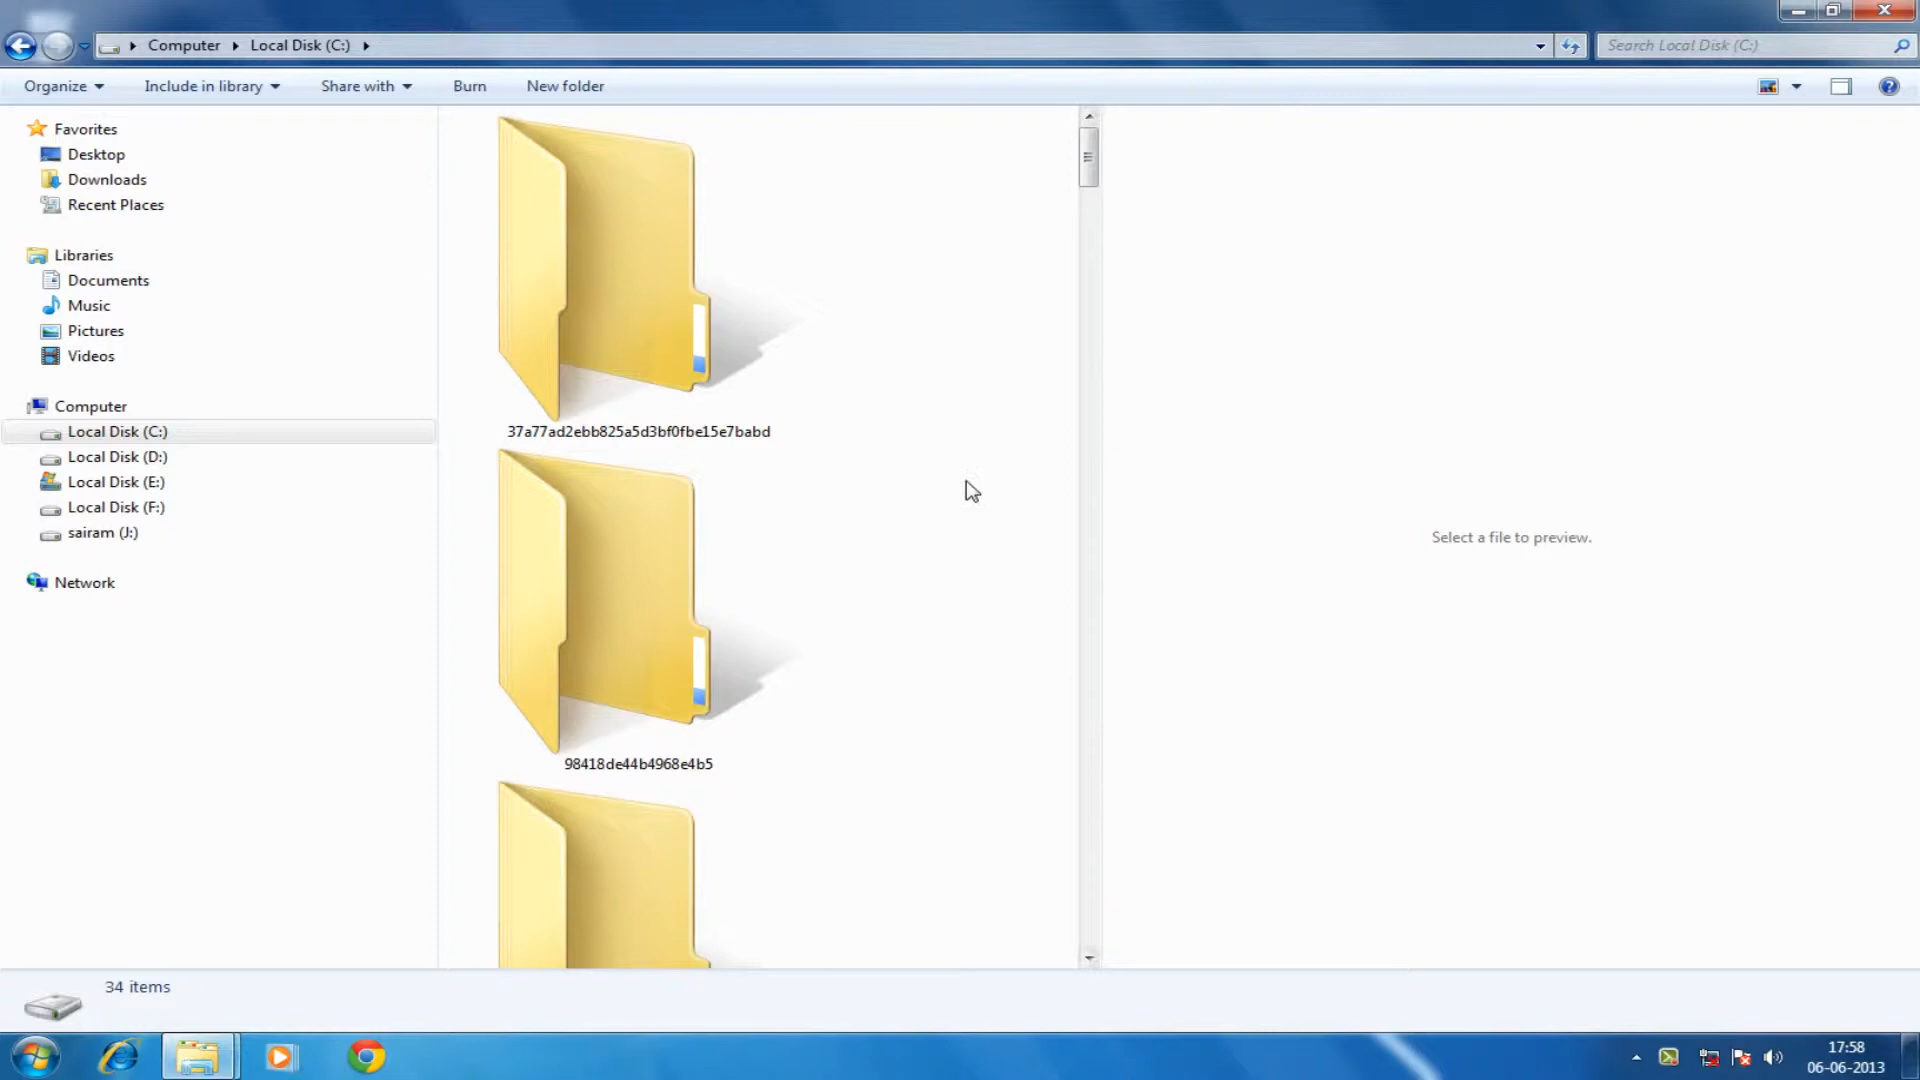 Computer
Local Disk (C:)
Search Local Disk (C:)
Organize
Include in library
Share with
Burn
New folder
Favorites
Desktop
Downloads
Recent Places
Libraries
Documents
Music
Pictures
Videos
Computer
Local Disk (C:)
Local Disk (D:)
Local Disk (E:)
Local Disk (F:)
sairam (J:)
Network
37a77ad2ebb825a5d3bf0fbe15e7babd
98418de44b4968e4b5
Select a file to preview.
34 items
17:58
06-06-2013